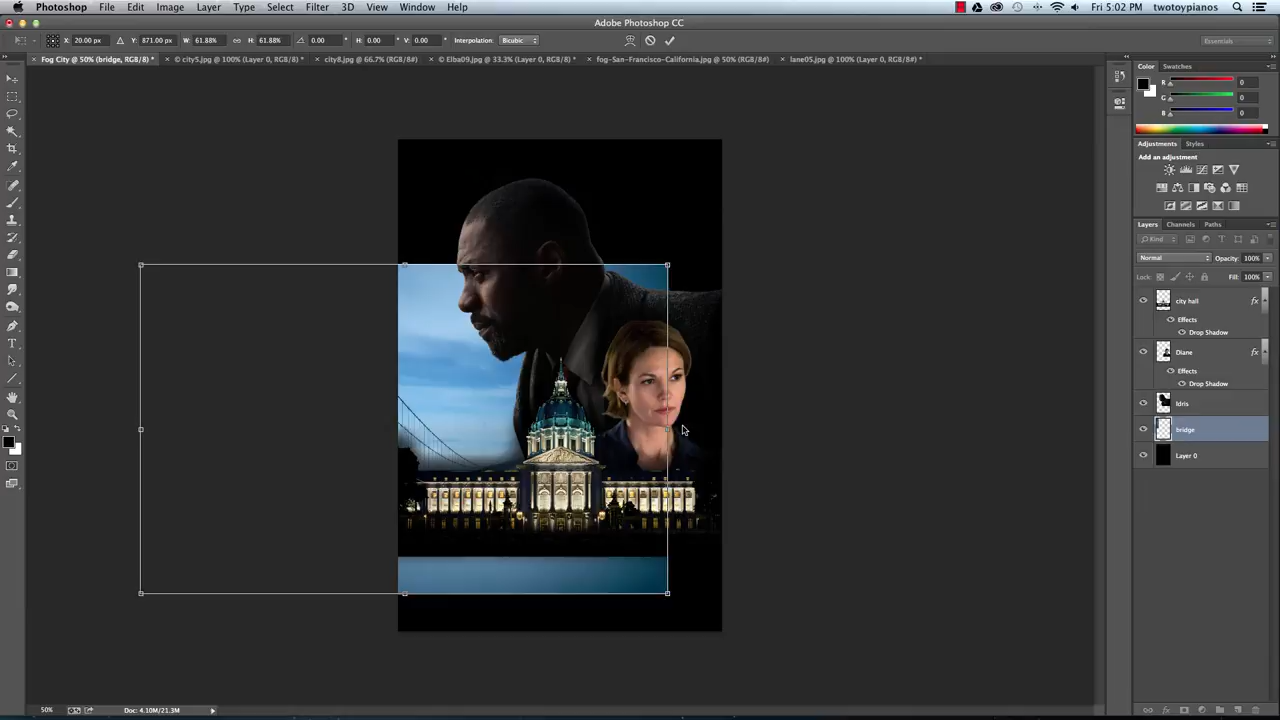 Photoshop File Edit Image Layer Type Select Filter 3D View Window Help Fri 5:02 PM twotoypianos
Adobe Photoshop CC
X: 20.00 px Y: 871.00 px W: 61.88% H: 61.88% 0.00 ° H: 0.00 ° V: 0.00 ° Interpolation: Bicubic Essentials
× Fog City @ 50% (bridge, RGB/8) * × © city5.jpg @ 100% (Layer 0, RGB/8) * × city8.jpg @ 66.7% (RGB/8#) × © Elba09.jpg @ 33.3% (Layer 0, RGB/8) * × fog-San-Francisco-California.jpg @ 50% (RGB/8#) × lane05.jpg @ 100% (Layer 0, RGB/8#) *
Color Swatches
R 0
G 0
B 0
Adjustments Styles
Add an adjustment
Layers Channels Paths
Kind
Normal Opacity: 100%
Lock: Fill: 100%
city hall fx
Effects
Drop Shadow
Diane fx
Effects
Drop Shadow
Idris
bridge
Layer 0
50% Doc: 4.10M/21.3M